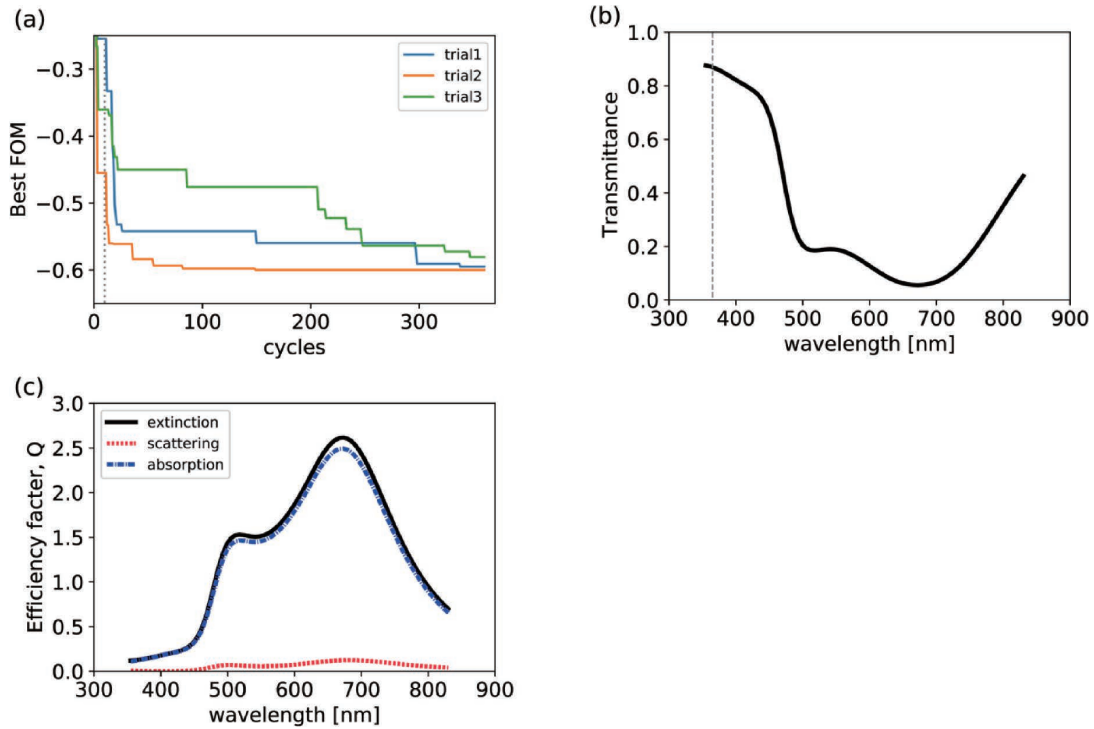 (a)
Best FOM
−0.3
−0.4
−0.5
−0.6
trial1
trial2
trial3
0 100 200 300
cycles
(b)
Transmittance
1.0
0.8
0.6
0.4
0.2
0.0
300 400 500 600 700 800 900
wavelength [nm]
(c)
Efficiency facter, Q
3.0
2.5
2.0
1.5
1.0
0.5
0.0
extinction
scattering
absorption
300 400 500 600 700 800 900
wavelength [nm]